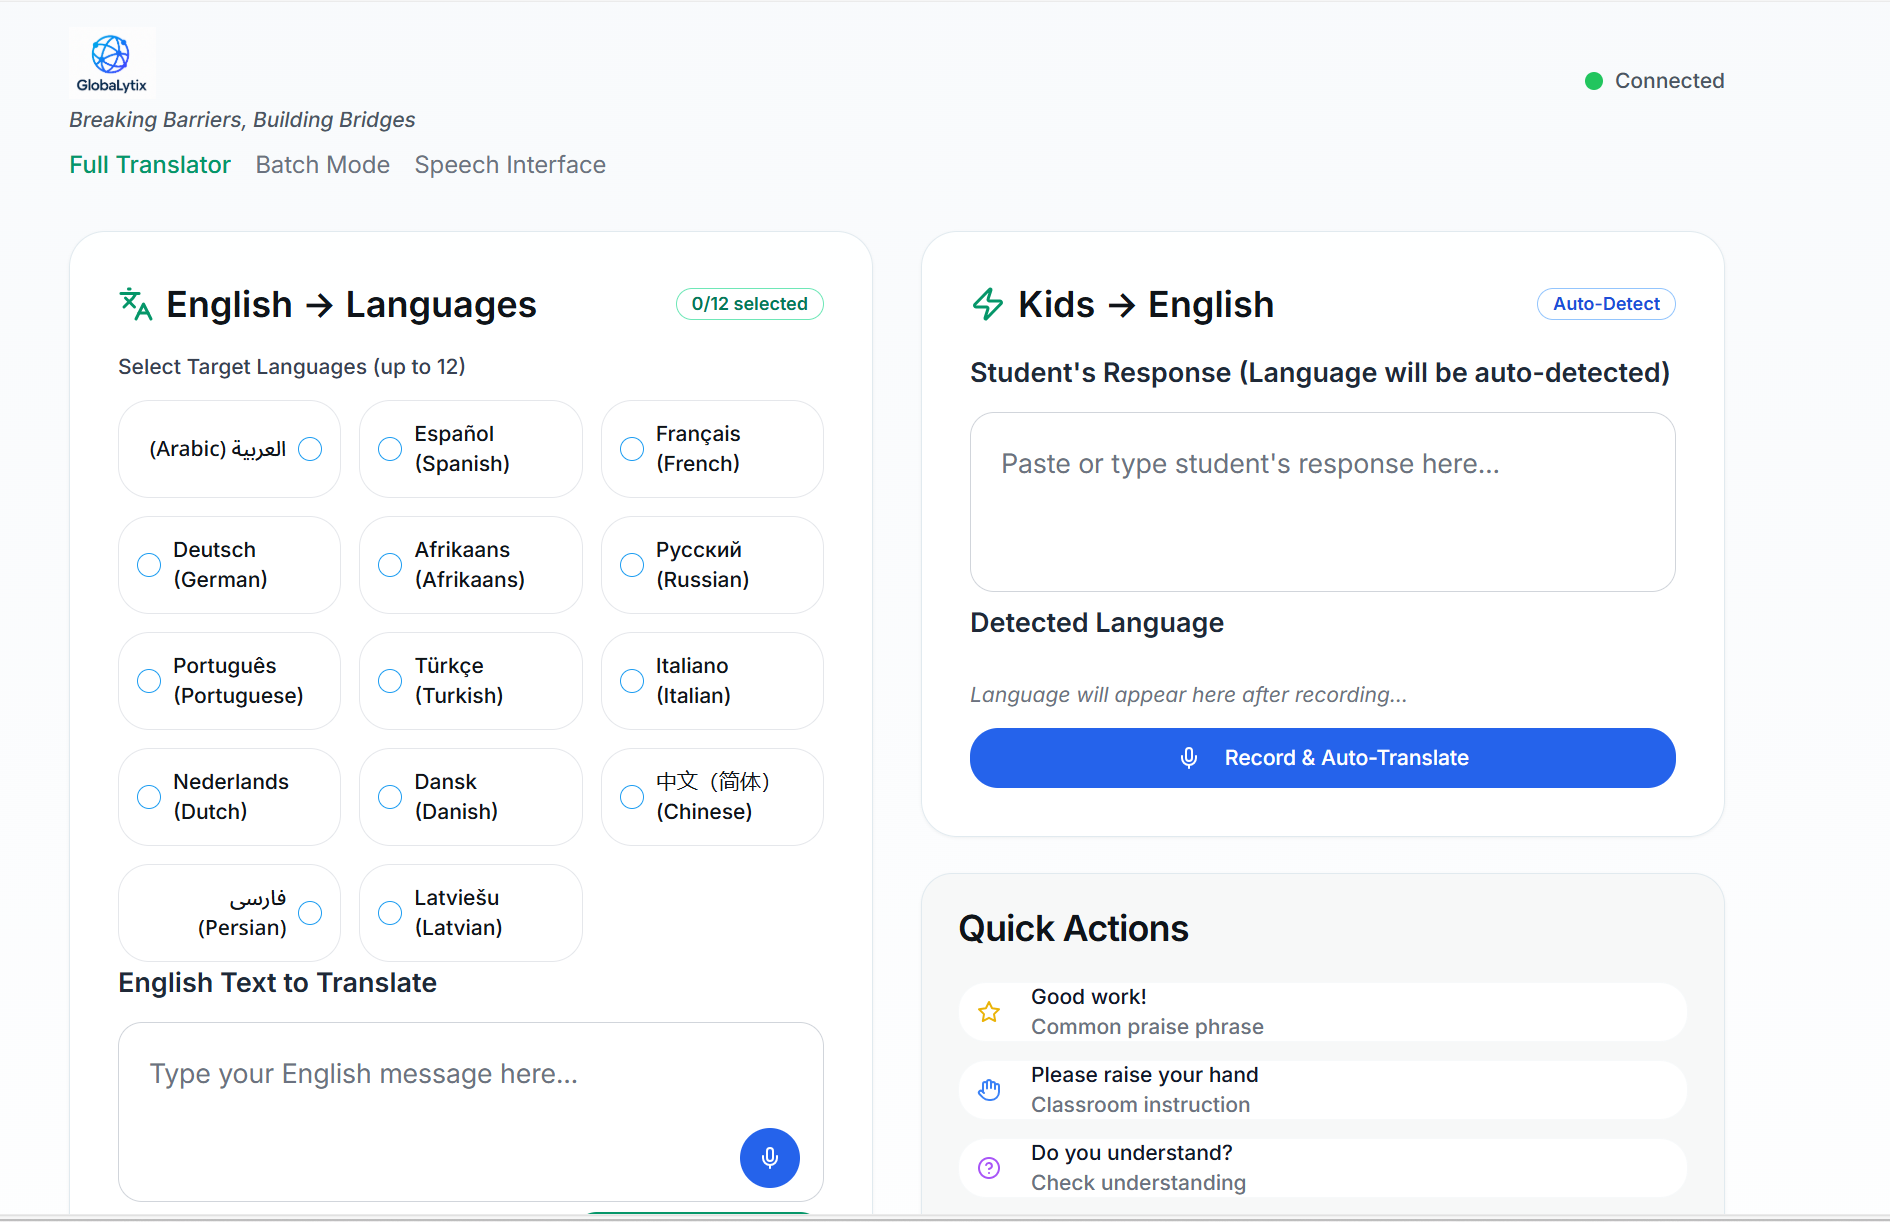 GlobaLytix
Connected
Breaking Barriers, Building Bridges
Full Translator
Batch Mode
Speech Interface
English → Languages
0/12 selected
Select Target Languages (up to 12)
العربية (Arabic)
Español
(Spanish)
Français
(French)
Deutsch
(German)
Afrikaans
(Afrikaans)
Русский
(Russian)
Português
(Portuguese)
Türkçe
(Turkish)
Italiano
(Italian)
Nederlands
(Dutch)
Dansk
(Danish)
中文（简体）
(Chinese)
فارسی
(Persian)
Latviešu
(Latvian)
English Text to Translate
Type your English message here...
Kids → English
Auto-Detect
Student's Response (Language will be auto-detected)
Paste or type student's response here...
Detected Language
Language will appear here after recording...
Record & Auto-Translate
Quick Actions
Good work!
Common praise phrase
Please raise your hand
Classroom instruction
Do you understand?
Check understanding